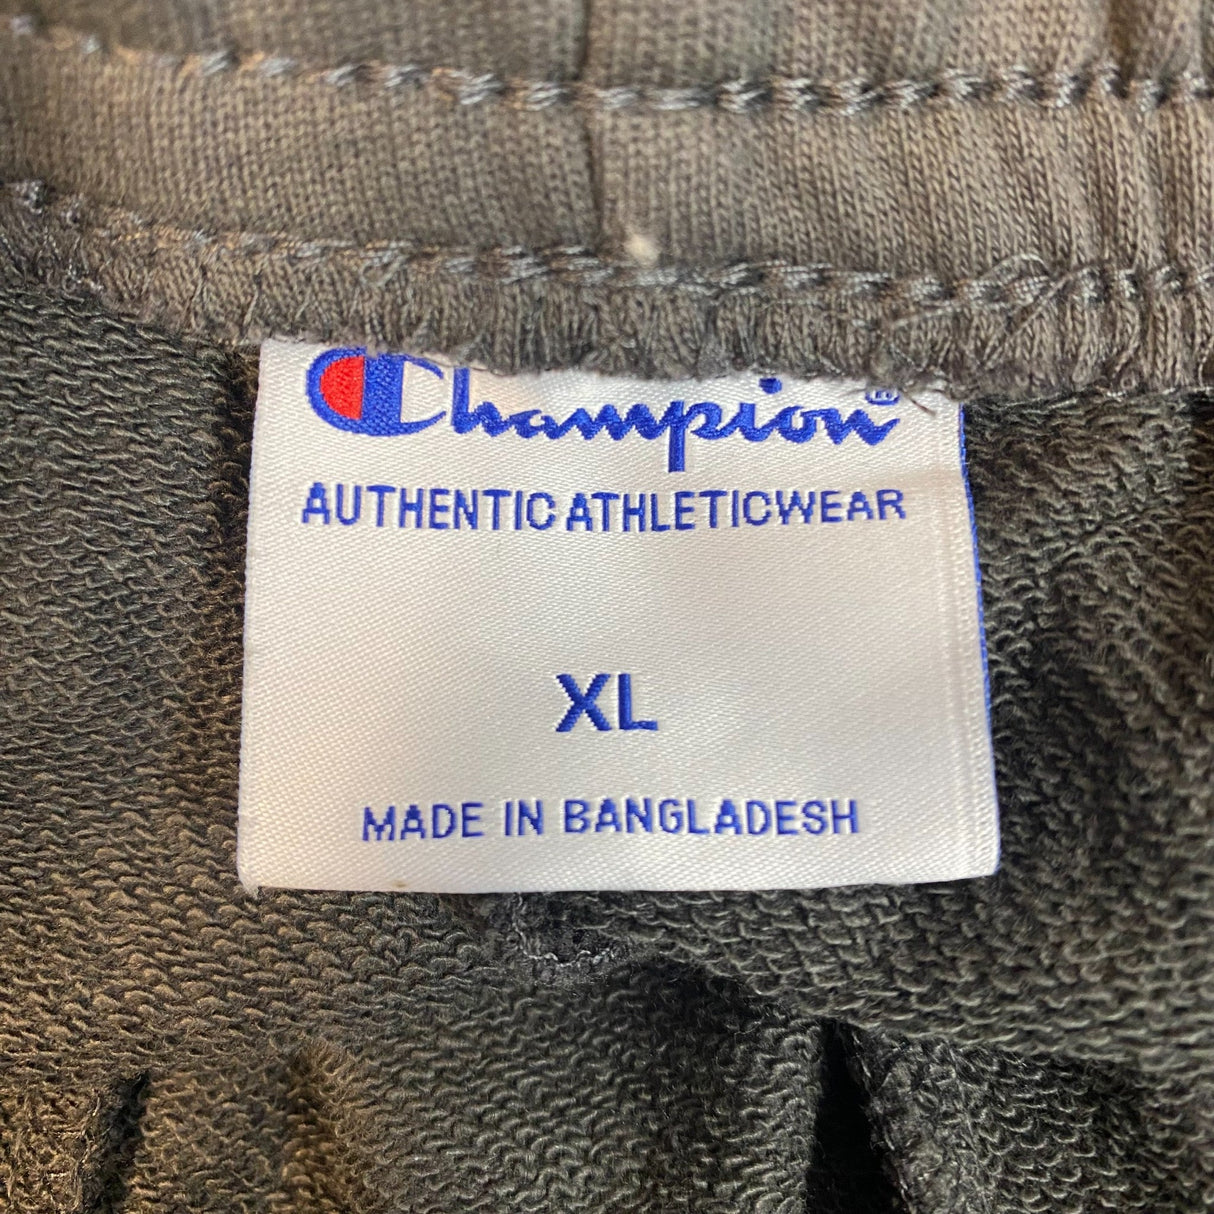 Champion®
AUTHENTIC ATHLETICWEAR
XL
MADE IN BANGLADESH